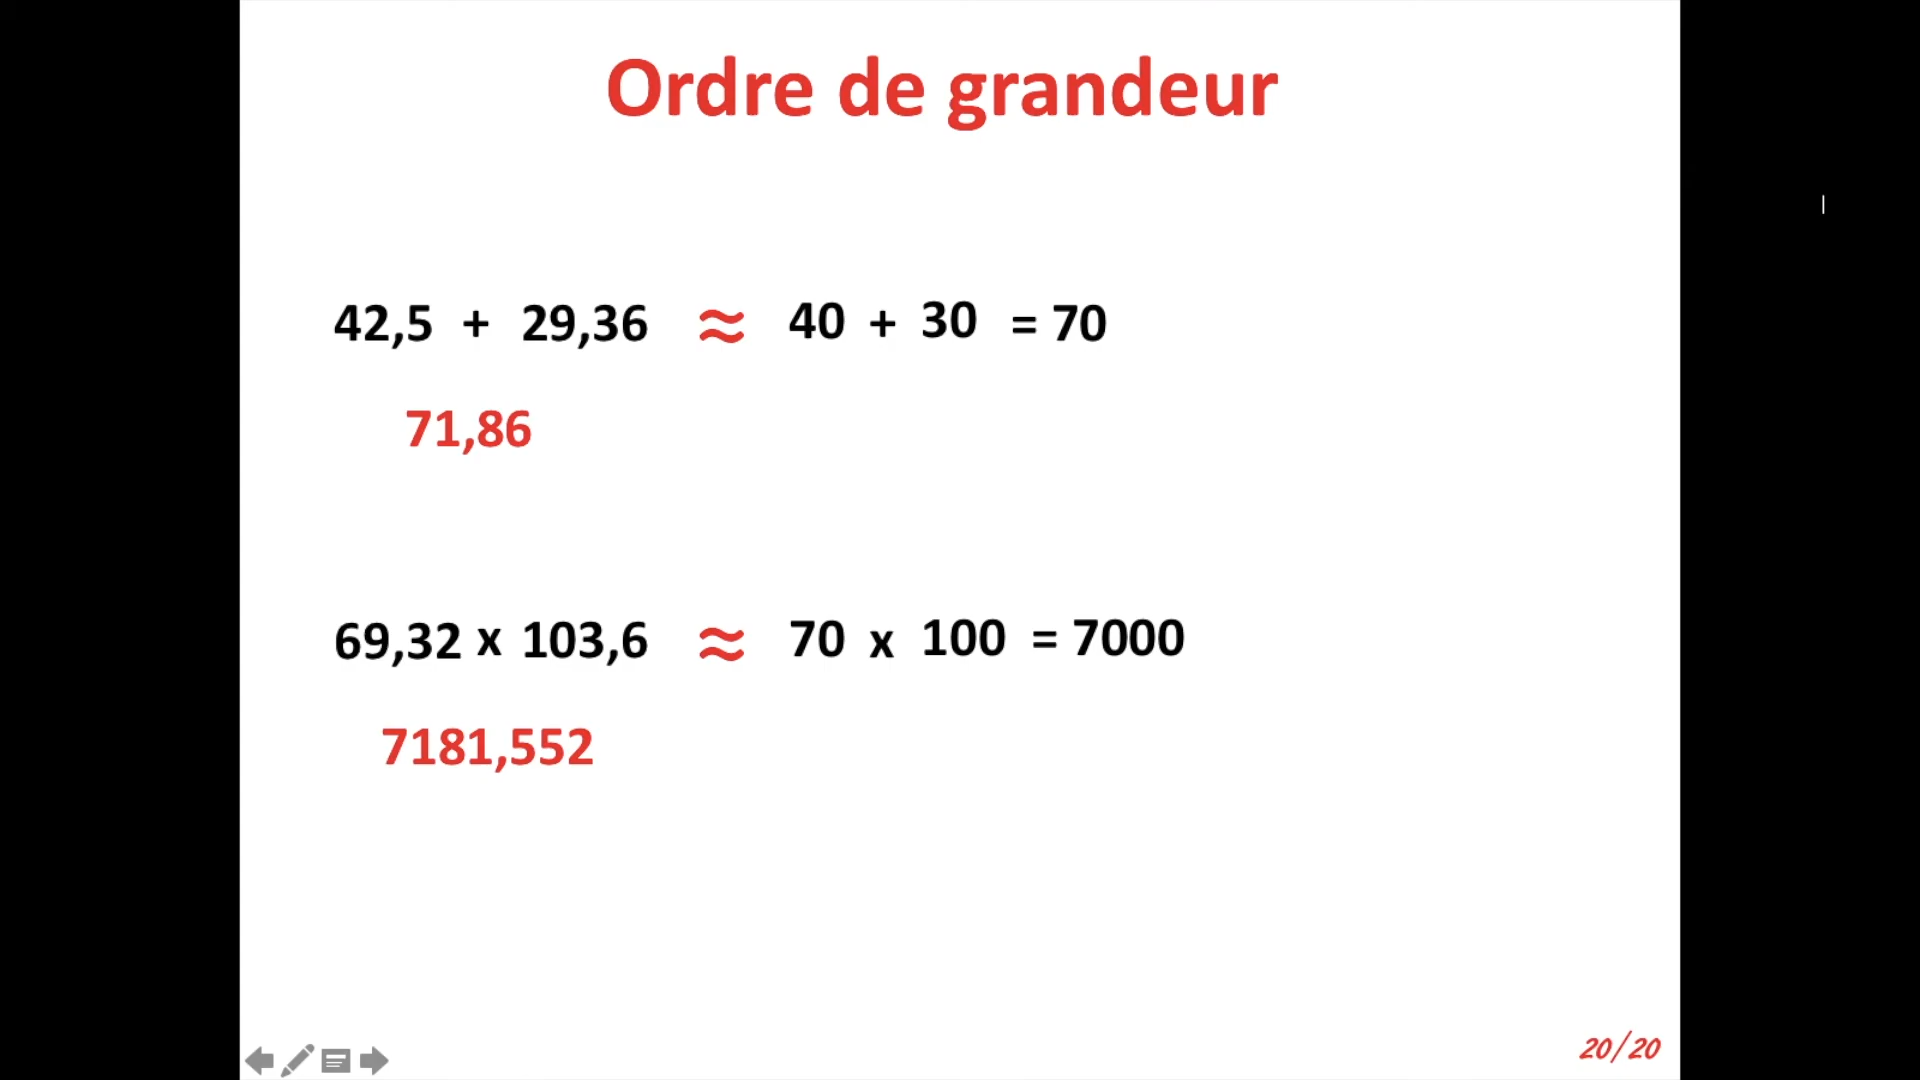 Ordre de grandeur
42,5 + 29,36 ≈ 40 + 30 = 70
71,86
69,32 x 103,6 ≈ 70 x 100 = 7000
7181,552
20/20